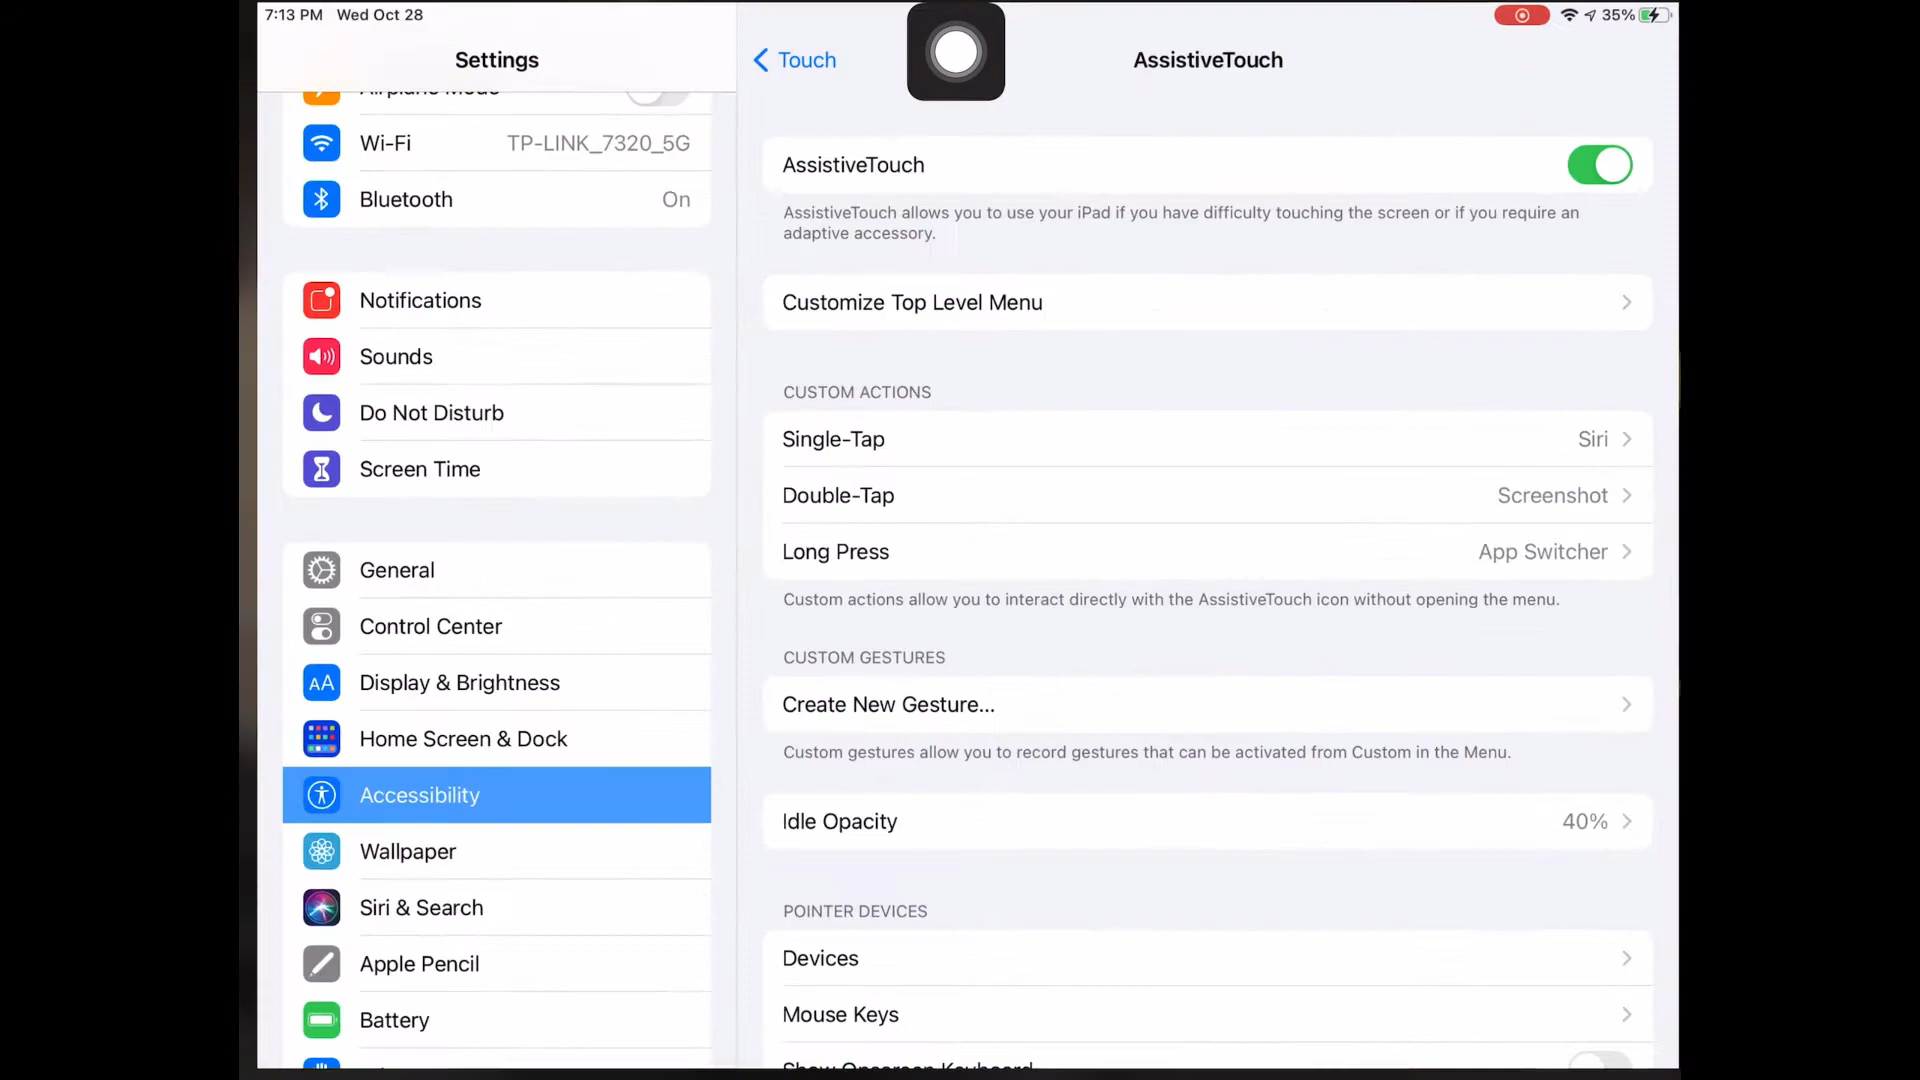 7:13 PM Wed Oct 28
35%
Settings
Airplane Mode
Wi-Fi TP-LINK_7320_5G
Bluetooth On
Notifications
Sounds
Do Not Disturb
Screen Time
General
Control Center
AA Display & Brightness
Home Screen & Dock
Accessibility
Wallpaper
Siri & Search
Apple Pencil
Battery
Touch
AssistiveTouch
AssistiveTouch
AssistiveTouch allows you to use your iPad if you have difficulty touching the screen or if you require an
adaptive accessory.
Customize Top Level Menu
CUSTOM ACTIONS
Single-Tap Siri
Double-Tap Screenshot
Long Press App Switcher
Custom actions allow you to interact directly with the AssistiveTouch icon without opening the menu.
CUSTOM GESTURES
Create New Gesture...
Custom gestures allow you to record gestures that can be activated from Custom in the Menu.
Idle Opacity 40%
POINTER DEVICES
Devices
Mouse Keys
Show Onscreen Keyboard